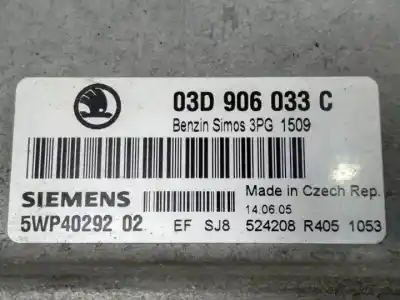 03D 906 033 C
Benzin Simos 3PG 1509
SIEMENS
Made in Czech Rep.
14.06.05
5WP40292 02
EF SJ8 524208 R405 1053